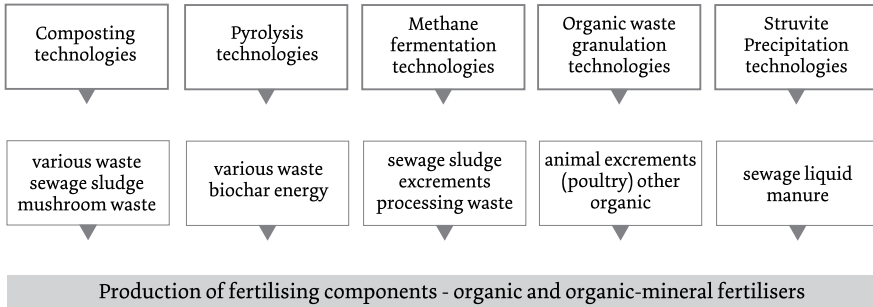 Composting
technologies
Pyrolysis
technologies
Methane
fermentation
technologies
Organic waste
granulation
technologies
Struvite
Precipitation
technologies
various waste
sewage sludge
mushroom waste
various waste
biochar energy
sewage sludge
excrements
processing waste
animal excrements
(poultry) other
organic
sewage liquid
manure
Production of fertilising components - organic and organic-mineral fertilisers